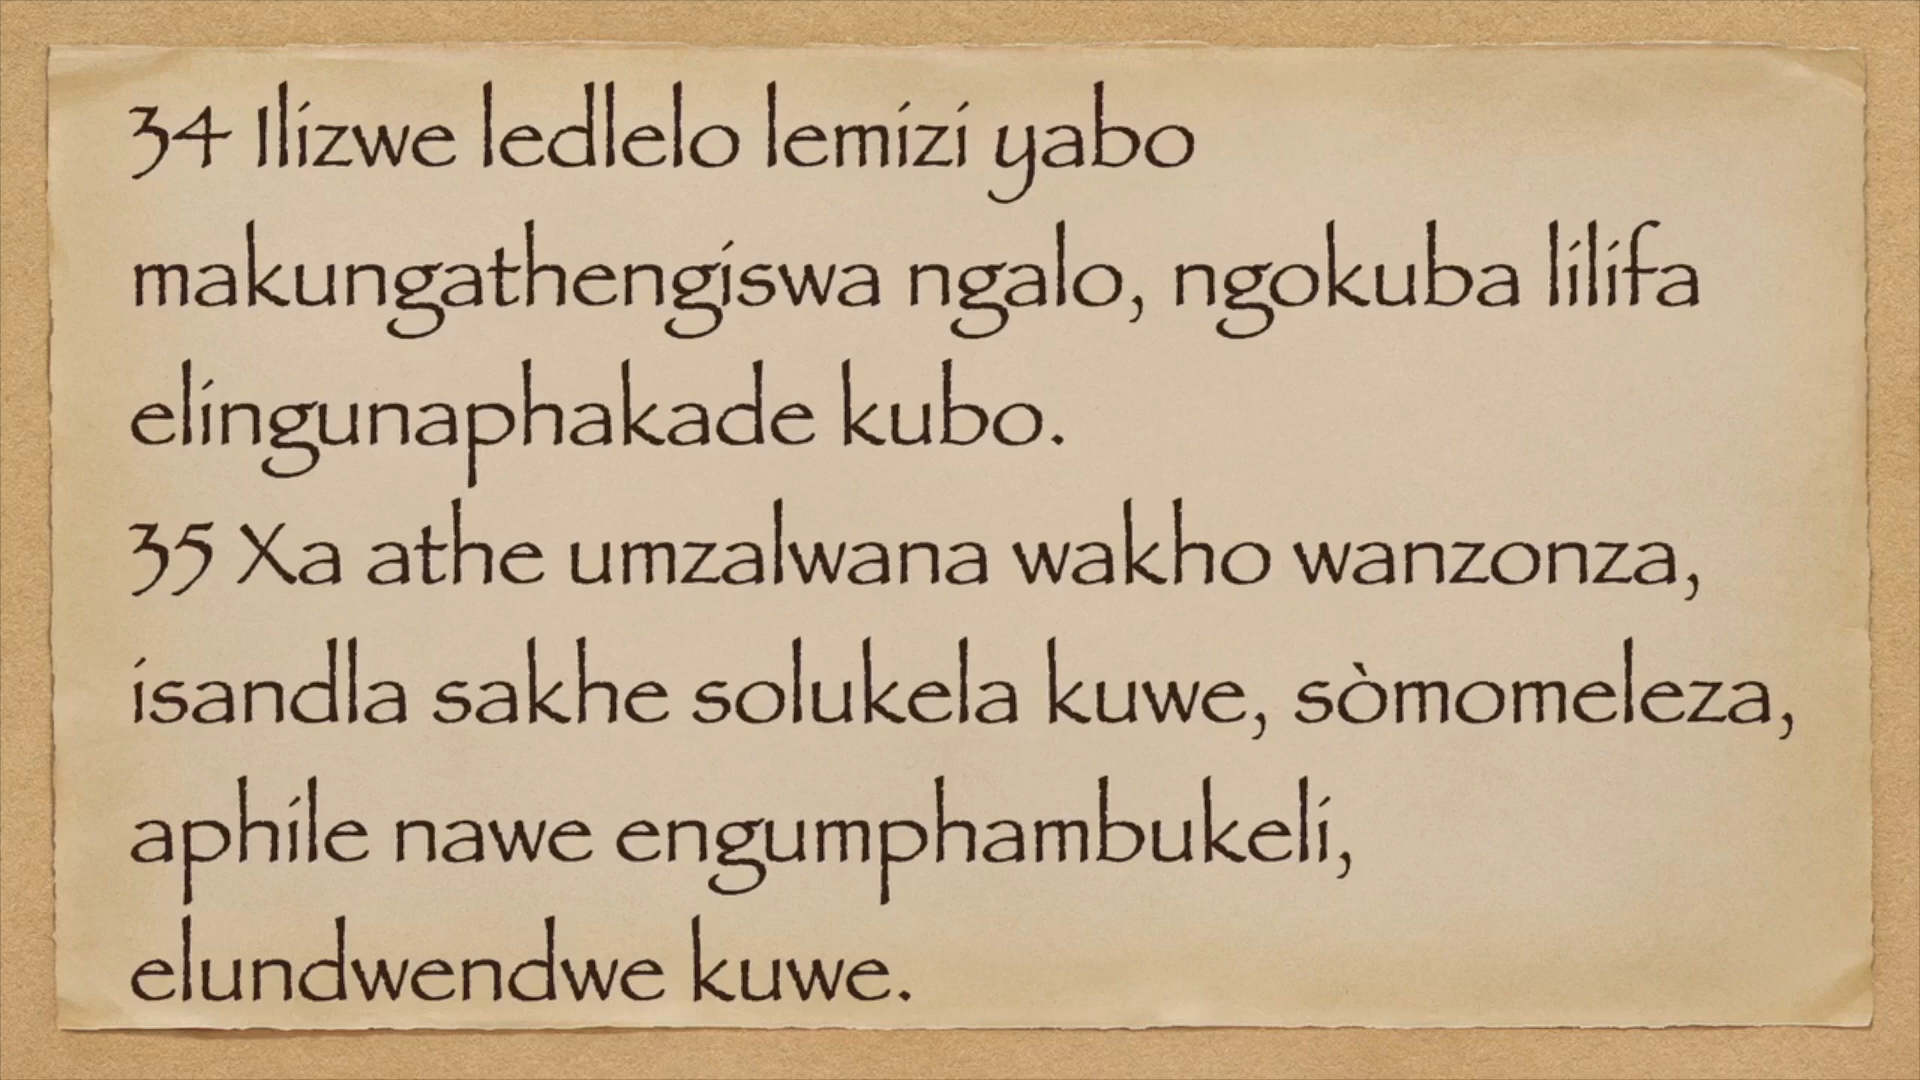 34 Ilizwe ledlelo lemizi yabo
makungathengiswa ngalo, ngokuba lilifa
elingunaphakade kubo.
35 Xa athe umzalwana wakho wanzonza,
isandla sakhe solukela kuwe, sòmomeleza,
aphile nawe engumphambukeli,
elundwendwe kuwe.